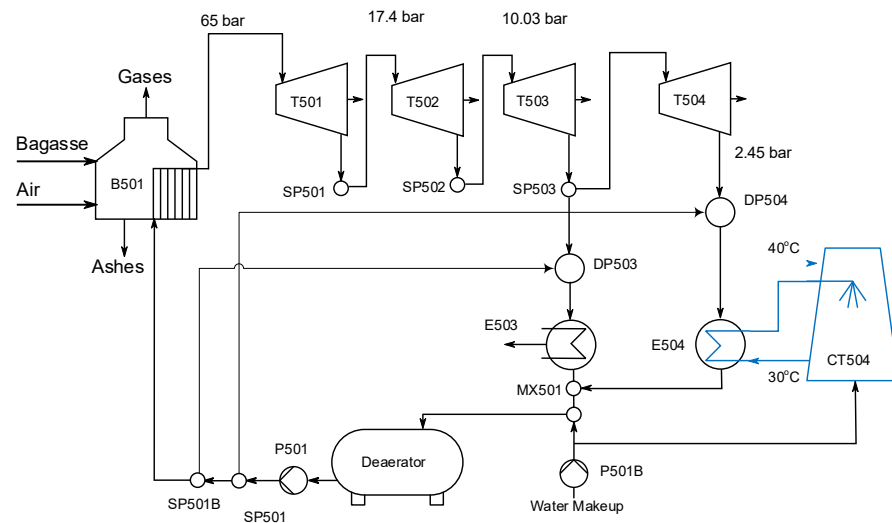 65 bar
17.4 bar
10.03 bar
Gases
T501
T502
T503
T504
Bagasse
B501
Air
SP501
SP502
SP503
2.45 bar
DP504
Ashes
DP503
40°C
E503
E504
30°C
CT504
MX501
P501
Deaerator
P501B
SP501B
SP501
Water Makeup